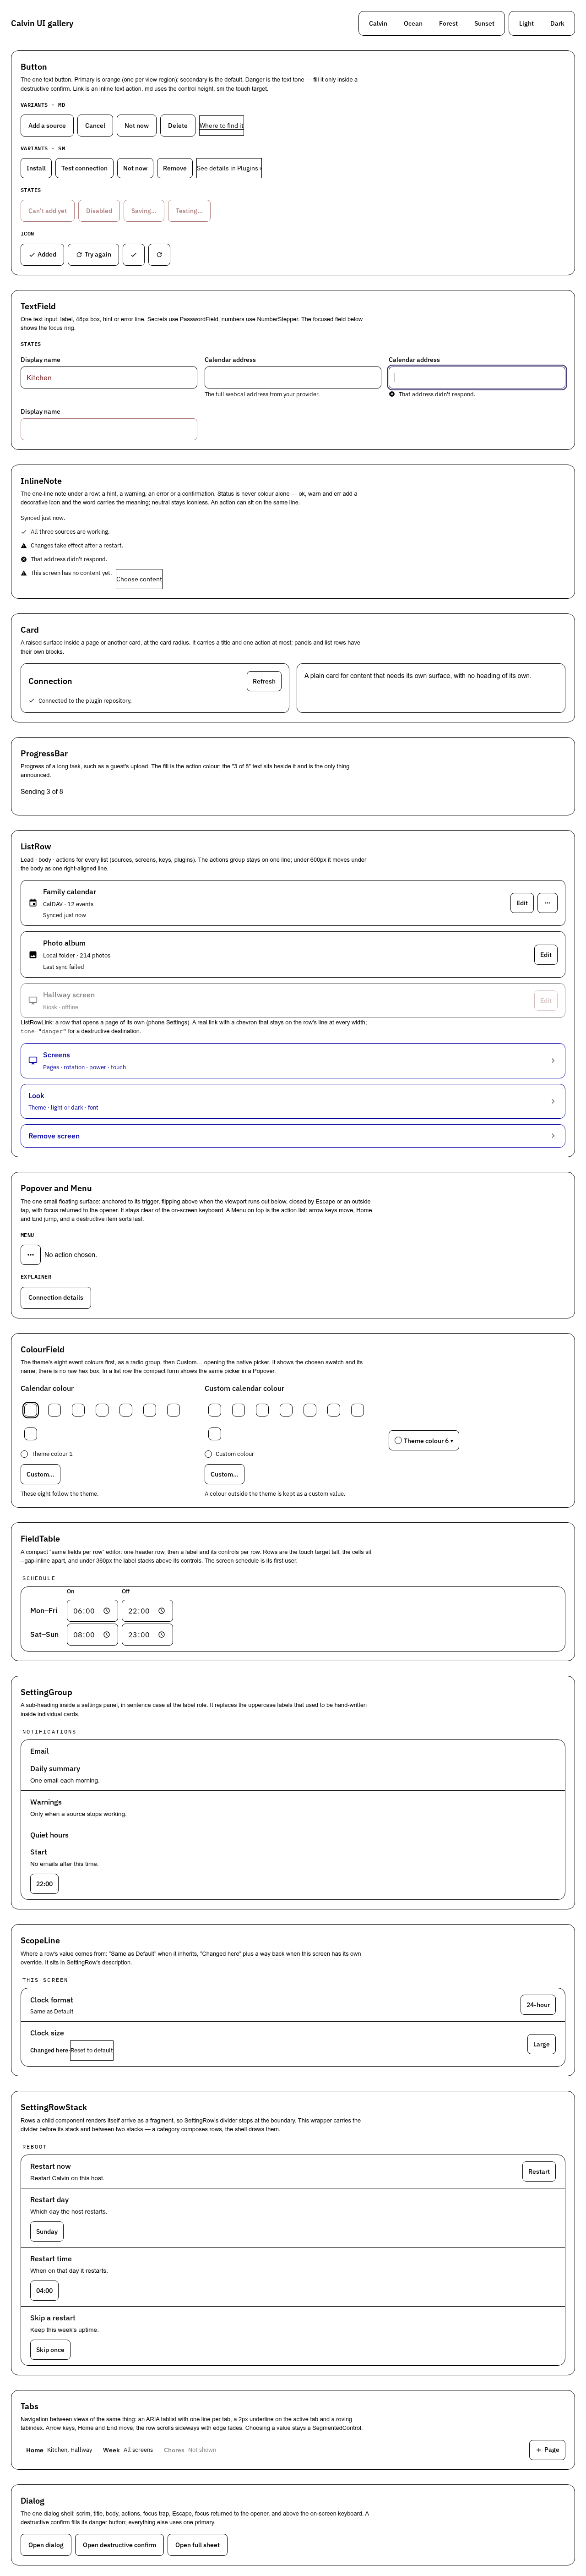 Calvin UI gallery
Calvin Ocean Forest Sunset Light Dark
Button
The one text button. Primary is orange (one per view region); secondary is the default. Danger is the text tone — fill it only inside a
destructive confirm. Link is an inline text action. md uses the control height, sm the touch target.
VARIANTS · MD
Add a source Cancel Not now Delete Where to find it
VARIANTS · SM
Install Test connection Not now Remove See details in Plugins ›
STATES
Can't add yet Disabled Saving… Testing…
ICON
Added Try again
TextField
One text input: label, 48px box, hint or error line. Secrets use PasswordField, numbers use NumberStepper. The focused field below
shows the focus ring.
STATES
Display name Calendar address Calendar address
Kitchen
The full webcal address from your provider. That address didn't respond.
Display name
InlineNote
The one-line note under a row: a hint, a warning, an error or a confirmation. Status is never colour alone — ok, warn and err add a
decorative icon and the word carries the meaning; neutral stays iconless. An action can sit on the same line.
Synced just now.
All three sources are working.
Changes take effect after a restart.
That address didn't respond.
This screen has no content yet. Choose content
Card
A raised surface inside a page or another card, at the card radius. It carries a title and one action at most; panels and list rows have
their own blocks.
Connection Refresh
Connected to the plugin repository.
A plain card for content that needs its own surface, with no heading of its own.
ProgressBar
Progress of a long task, such as a guest's upload. The fill is the action colour; the "3 of 8" text sits beside it and is the only thing
announced.
Sending 3 of 8
ListRow
Lead · body · actions for every list (sources, screens, keys, plugins). The actions group stays on one line; under 600px it moves under
the body as one right-aligned line.
Family calendar
CalDAV · 12 events
Synced just now
Edit
Photo album
Local folder · 214 photos
Last sync failed
Edit
Hallway screen
Kiosk · offline
Edit
ListRowLink: a row that opens a page of its own (phone Settings). A real link with a chevron that stays on the row's line at every width;
tone="danger" for a destructive destination.
Screens
Pages · rotation · power · touch
Look
Theme · light or dark · font
Remove screen
Popover and Menu
The one small floating surface: anchored to its trigger, flipping above when the viewport runs out below, closed by Escape or an outside
tap, with focus returned to the opener. It stays clear of the on-screen keyboard. A Menu on top is the action list: arrow keys move, Home
and End jump, and a destructive item sorts last.
MENU
No action chosen.
EXPLAINER
Connection details
ColourField
The theme's eight event colours first, as a radio group, then Custom… opening the native picker. It shows the chosen swatch and its
name; there is no raw hex box. In a list row the compact form shows the same picker in a Popover.
Calendar colour Custom calendar colour
Theme colour 6 ▾
Theme colour 1 Custom colour
Custom… Custom…
These eight follow the theme. A colour outside the theme is kept as a custom value.
FieldTable
A compact "same fields per row" editor: one header row, then a label and its controls per row. Rows are the touch target tall, the cells sit
--gap-inline apart, and under 360px the label stacks above its controls. The screen schedule is its first user.
SCHEDULE
On Off
Mon–Fri 06:00 22:00
Sat–Sun 08:00 23:00
SettingGroup
A sub-heading inside a settings panel, in sentence case at the label role. It replaces the uppercase labels that used to be hand-written
inside individual cards.
NOTIFICATIONS
Email
Daily summary
One email each morning.
Warnings
Only when a source stops working.
Quiet hours
Start
No emails after this time.
22:00
ScopeLine
Where a row's value comes from: "Same as Default" when it inherits, "Changed here" plus a way back when this screen has its own
override. It sits in SettingRow's description.
THIS SCREEN
Clock format
Same as Default
24-hour
Clock size
Changed here·Reset to default
Large
SettingRowStack
Rows a child component renders itself arrive as a fragment, so SettingRow's divider stops at the boundary. This wrapper carries the
divider before its stack and between two stacks — a category composes rows, the shell draws them.
REBOOT
Restart now
Restart Calvin on this host.
Restart
Restart day
Which day the host restarts.
Sunday
Restart time
When on that day it restarts.
04:00
Skip a restart
Keep this week's uptime.
Skip once
Tabs
Navigation between views of the same thing: an ARIA tablist with one line per tab, a 2px underline on the active tab and a roving
tabindex. Arrow keys, Home and End move; the row scrolls sideways with edge fades. Choosing a value stays a SegmentedControl.
Home Kitchen, Hallway Week All screens Chores Not shown + Page
Dialog
The one dialog shell: scrim, title, body, actions, focus trap, Escape, focus returned to the opener, and above the on-screen keyboard. A
destructive confirm fills its danger button; everything else uses one primary.
Open dialog Open destructive confirm Open full sheet